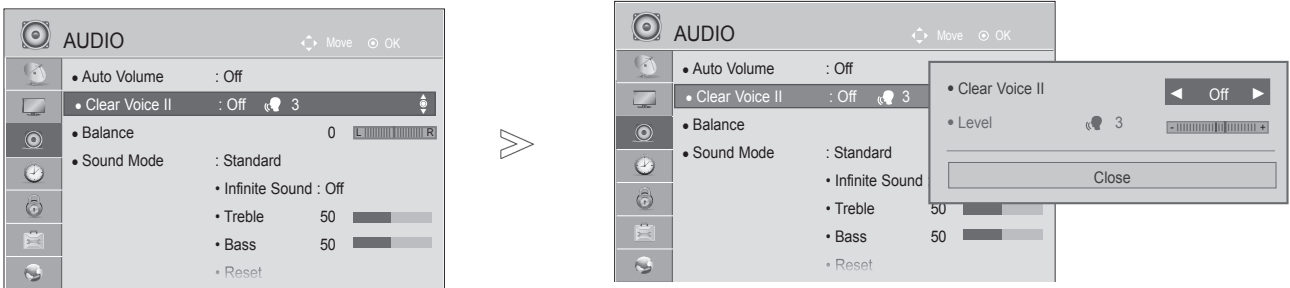 AUDIO
Move OK
• Auto Volume : Off
• Clear Voice II : Off 3
• Balance 0 L R
• Sound Mode : Standard
• Infinite Sound : Off
• Treble 50
• Bass 50
• Reset
AUDIO
Move OK
• Auto Volume : Off
• Clear Voice II : Off 3
• Balance
• Sound Mode : Standard
• Infinite Sound :
• Treble 50
• Bass 50
• Reset
• Clear Voice II ◄ Off ►
• Level 3 - +
Close